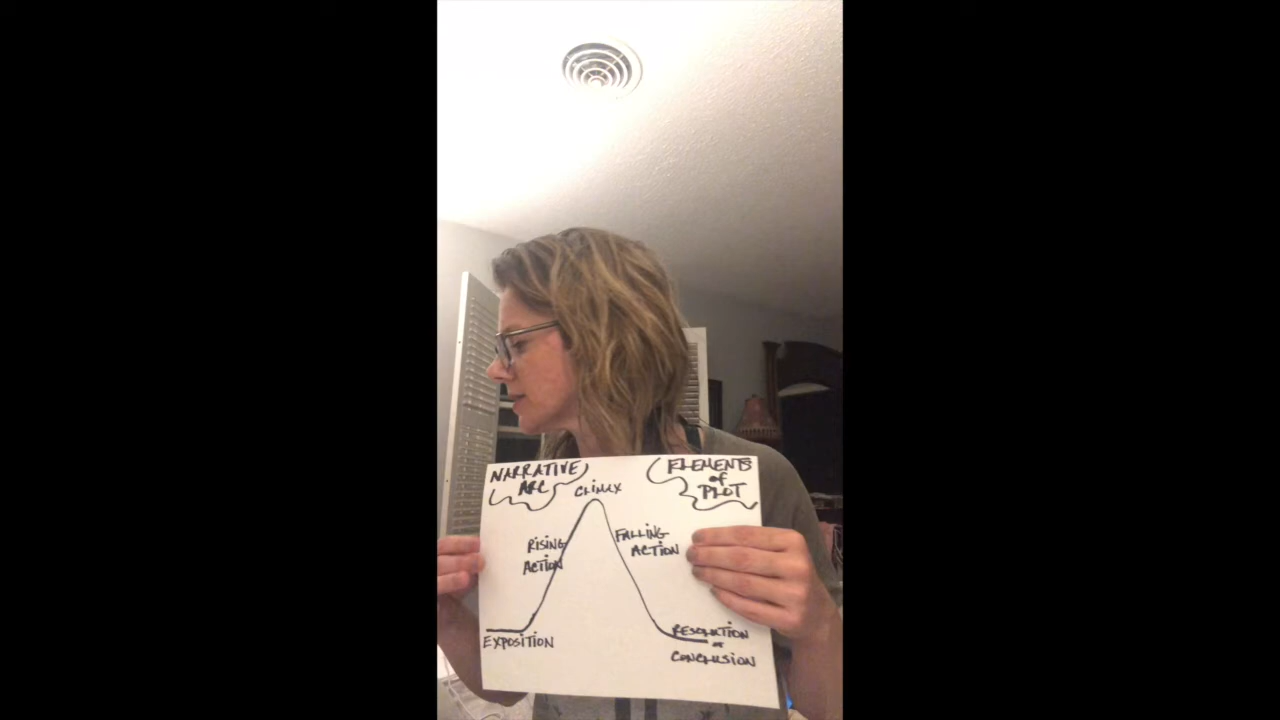 NARRATIVE
ARC
ELEMENTS
of
PLOT
CLIMAX
RISING
ACTION
FALLING
ACTION
EXPOSITION
RESOLUTION
or
CONCLUSION